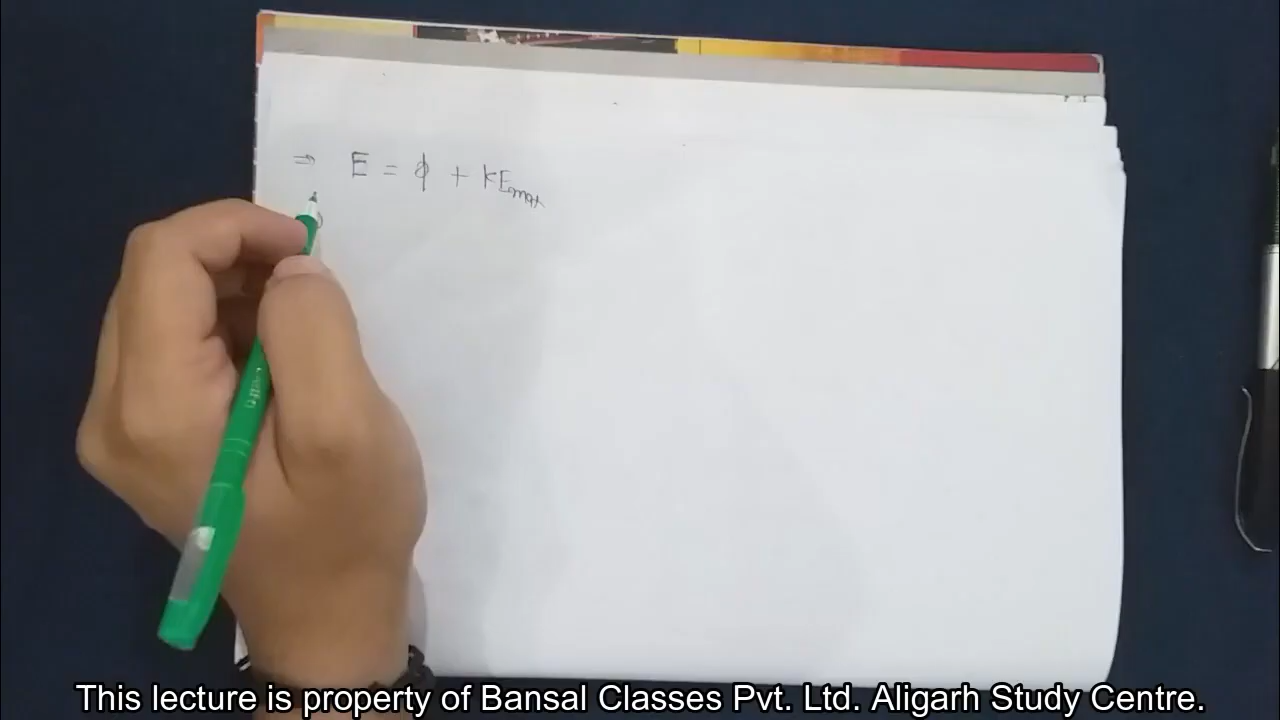 ⇒ E = ϕ + KEmax
This lecture is property of Bansal Classes Pvt. Ltd. Aligarh Study Centre.